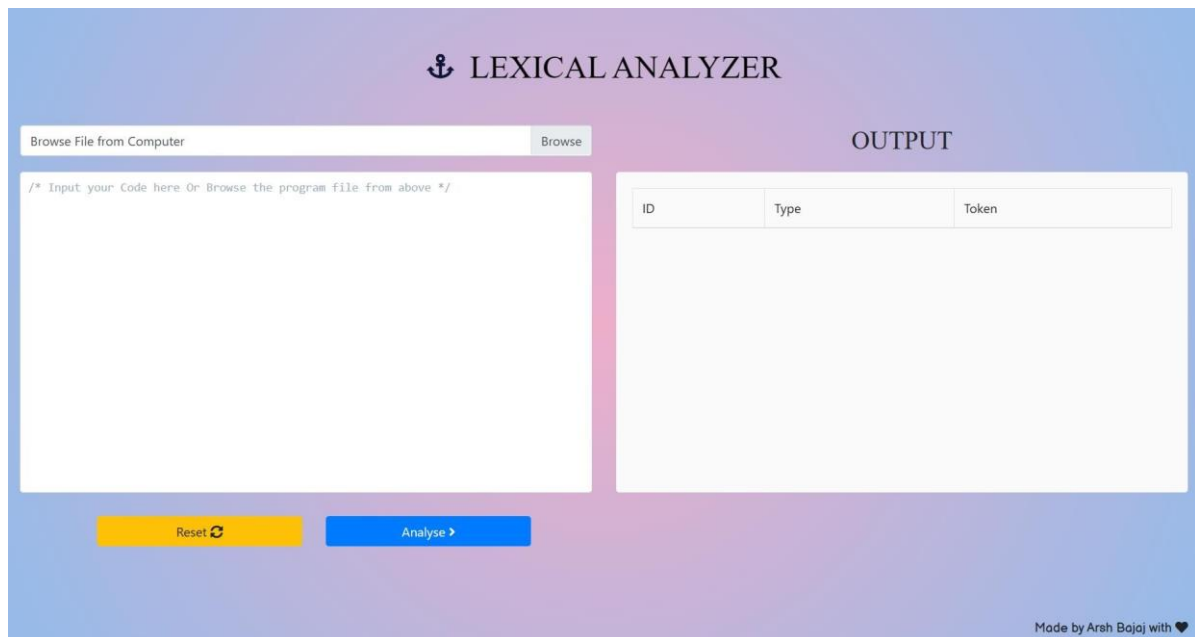 LEXICAL ANALYZER
Browse File from Computer
Browse
OUTPUT
/* Input your Code here Or Browse the program file from above */
ID
Type
Token
Reset
Analyse
Made by Arsh Bajaj with